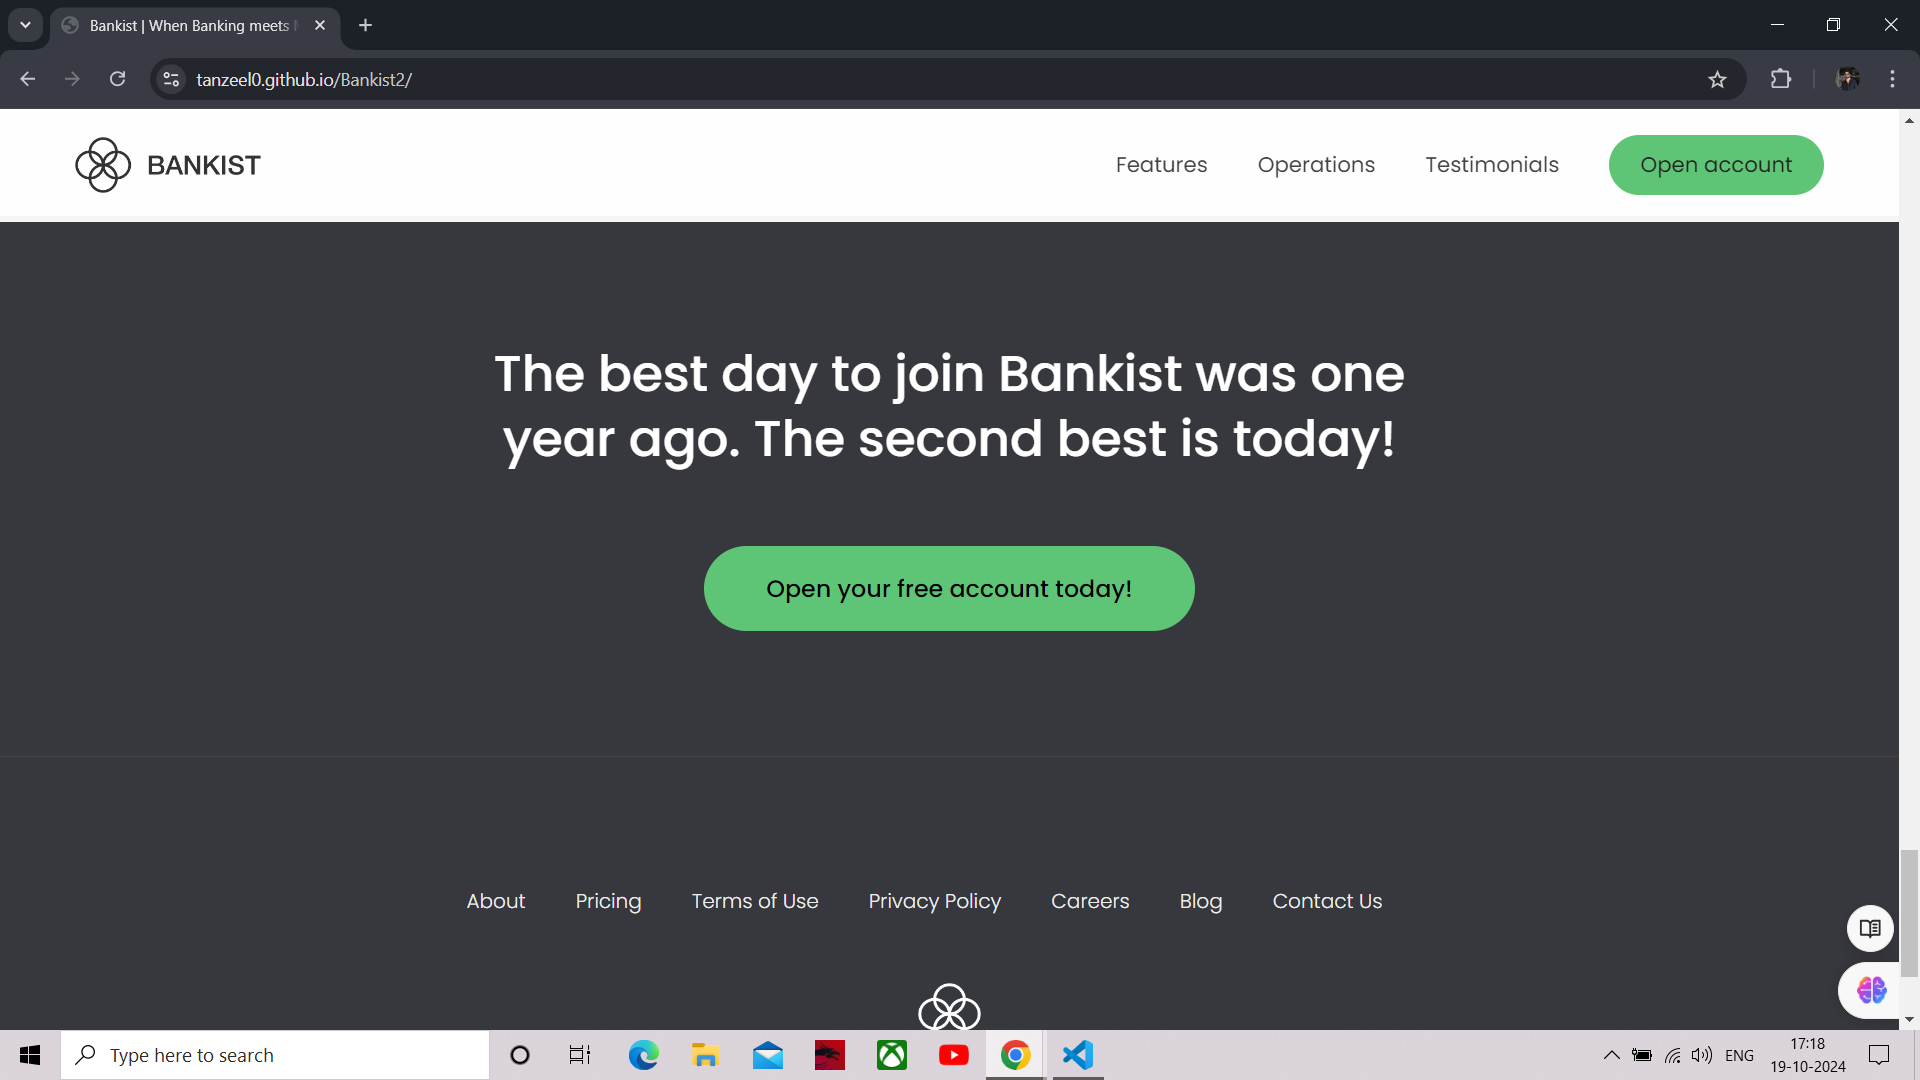 Bankist | When Banking meets
tanzeel0.github.io/Bankist2/
BANKIST
Features
Operations
Testimonials
Open account
The best day to join Bankist was one
year ago. The second best is today!
Open your free account today!
About
Pricing
Terms of Use
Privacy Policy
Careers
Blog
Contact Us
Type here to search
ENG
17:18
19-10-2024